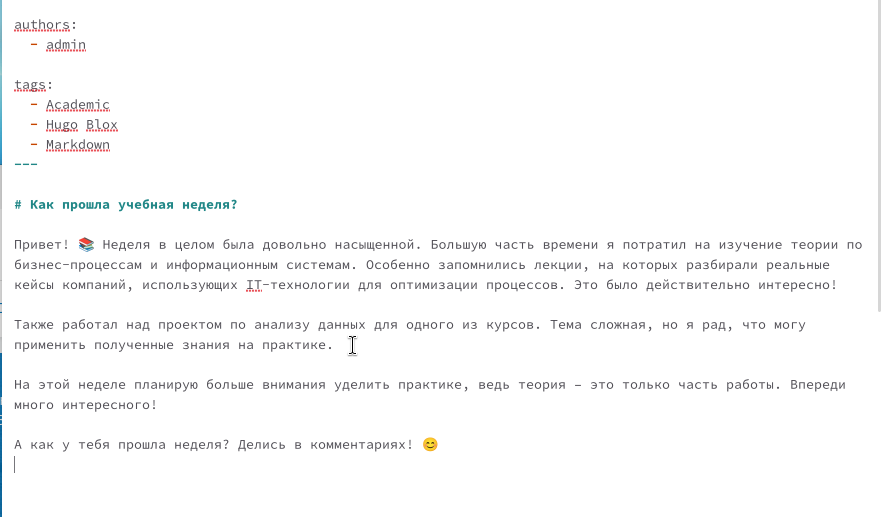 authors:
  - admin
tags:
  - Academic
  - Hugo Blox
  - Markdown
---
# Как прошла учебная неделя?
Привет! 📚 Неделя в целом была довольно насыщенной. Большую часть времени я потратил на изучение теории по
бизнес-процессам и информационным системам. Особенно запомнились лекции, на которых разбирали реальные
кейсы компаний, использующих IT-технологии для оптимизации процессов. Это было действительно интересно!
Также работал над проектом по анализу данных для одного из курсов. Тема сложная, но я рад, что могу
применить полученные знания на практике.
На этой неделе планирую больше внимания уделить практике, ведь теория – это только часть работы. Впереди
много интересного!
А как у тебя прошла неделя? Делись в комментариях! 😊